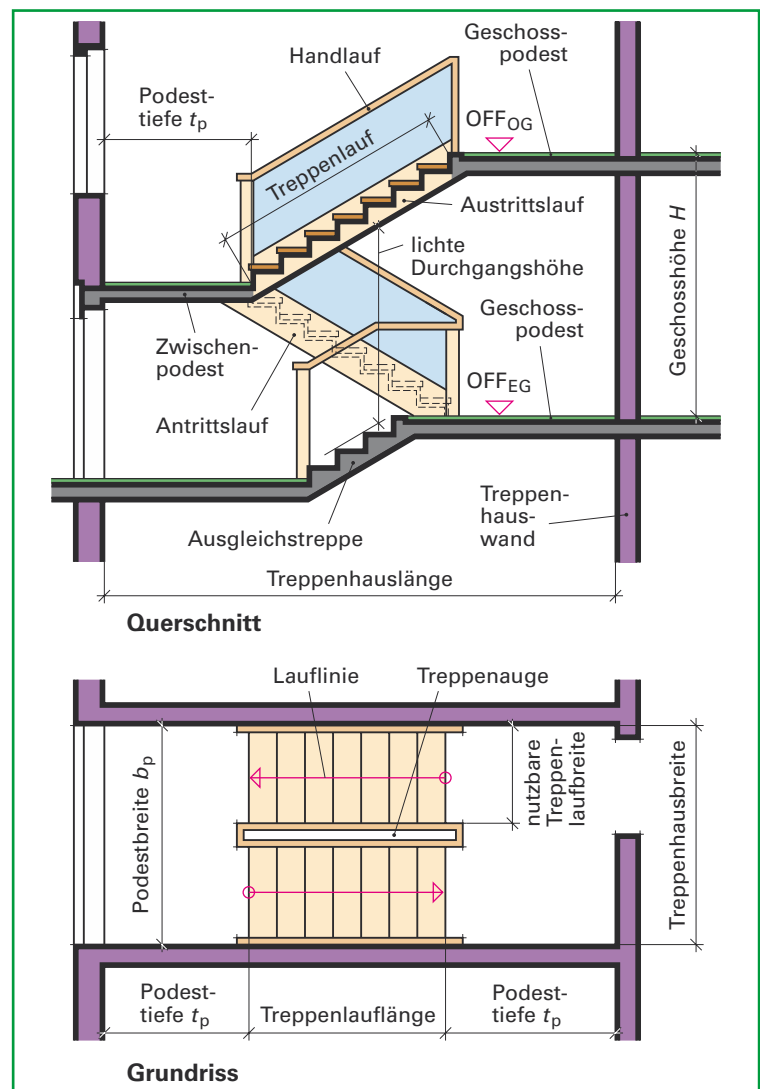 Geschoss-
podest
Handlauf
Podest-
tiefe tp
OFFOG
Treppenlauf
Austrittslauf
lichte
Durchgangshöhe
Geschosshöhe H
Geschoss-
podest
Zwischen-
podest
OFFEG
Antrittslauf
Treppen-
haus-
wand
Ausgleichstreppe
Treppenhauslänge
Querschnitt
Lauflinie
Treppenauge
Podestbreite bp
nutzbare
Treppen-
laufbreite
Treppenhausbreite
Podest-
tiefe tp
Treppenlauflänge
Podest-
tiefe tp
Grundriss